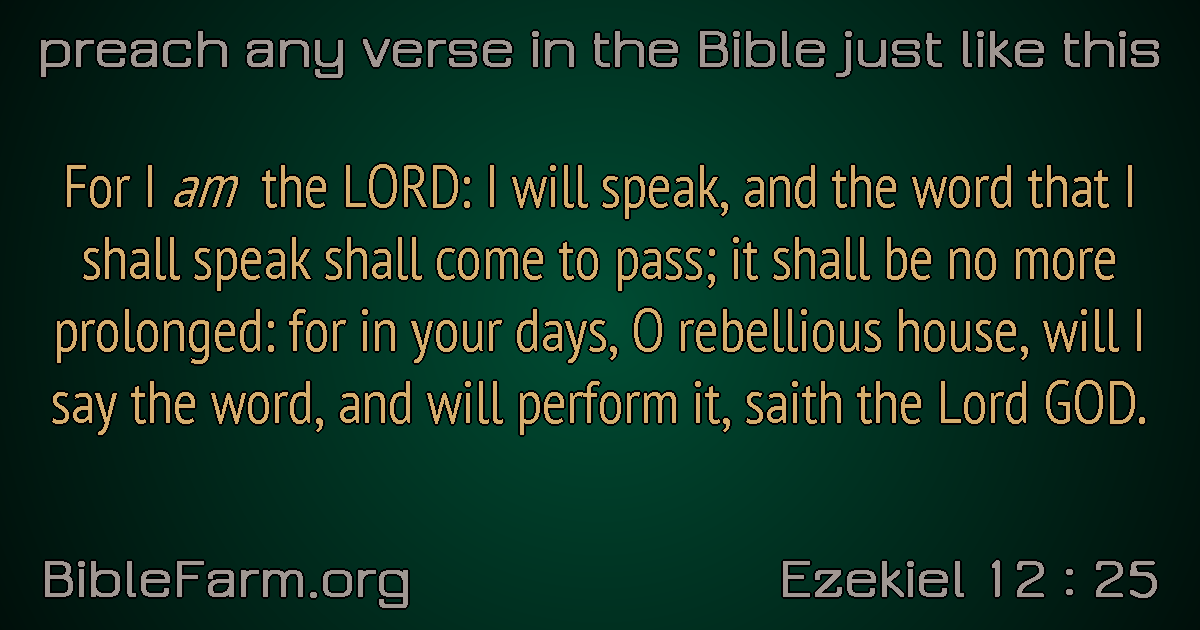 preach any verse in the Bible just like this
For I am the LORD: I will speak, and the word that I
shall speak shall come to pass; it shall be no more
prolonged: for in your days, O rebellious house, will I
say the word, and will perform it, saith the Lord GOD.
BibleFarm.org
Ezekiel 12 : 25